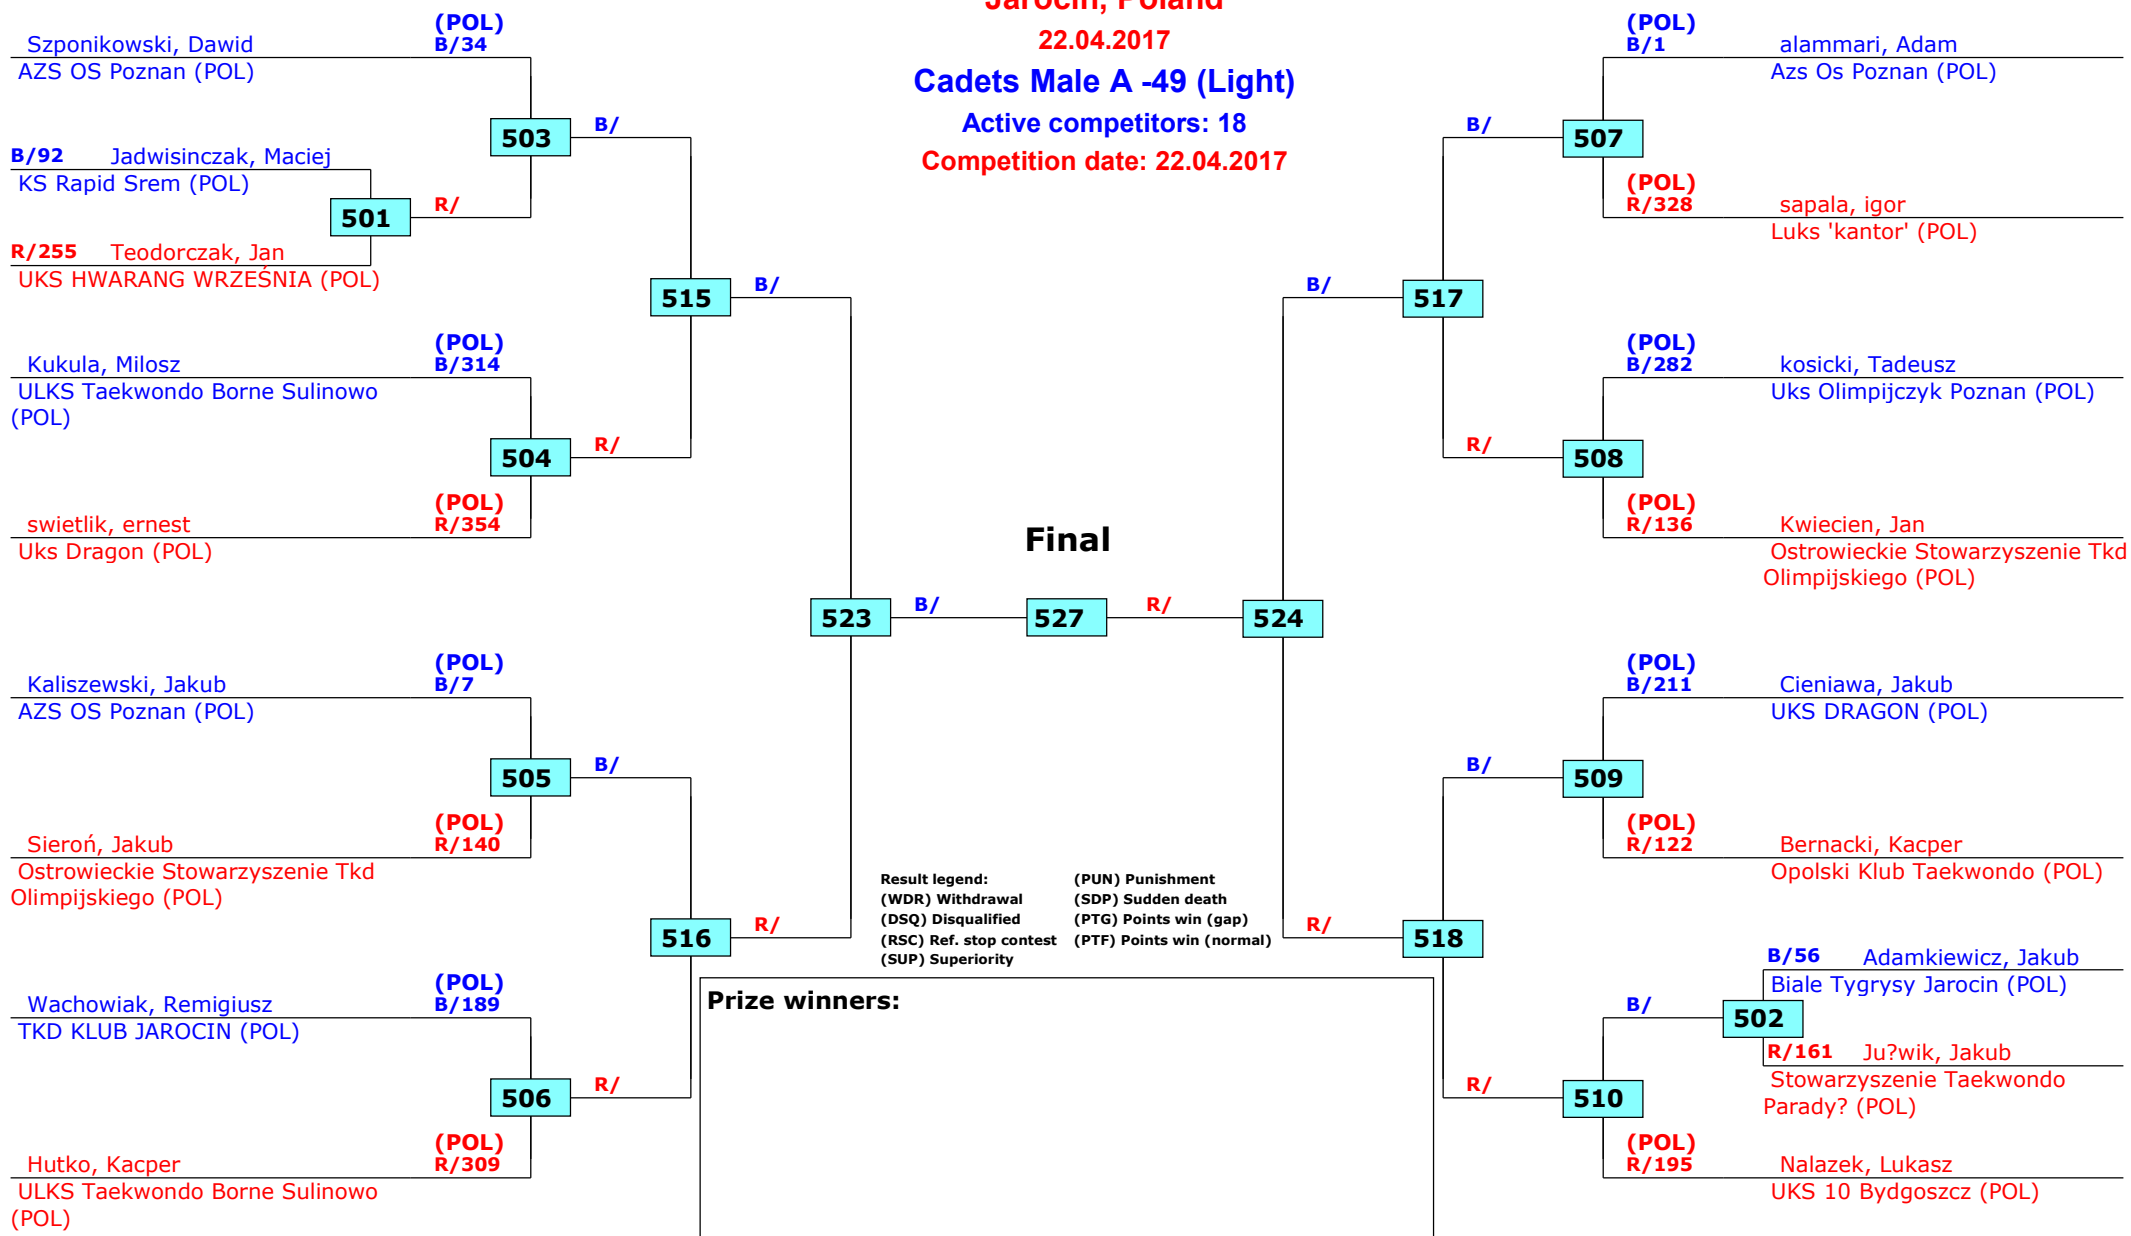 Jarocin, Poland
22.04.2017
Cadets Male A -49 (Light)
Active competitors: 18
Competition date: 22.04.2017
(POL)
Szponikowski, Dawid B/34
AZS OS Poznan (POL)
503
B/
B/92 Jadwisinczak, Maciej
KS Rapid Srem (POL)
501
R/
R/255 Teodorczak, Jan
UKS HWARANG WRZEŚNIA (POL)
515
B/
(POL)
Kukula, Milosz B/314
ULKS Taekwondo Borne Sulinowo
(POL)
504
R/
(POL)
swietlik, ernest R/354
Uks Dragon (POL)
523
B/
(POL)
Kaliszewski, Jakub B/7
AZS OS Poznan (POL)
505
B/
(POL)
Sieroń, Jakub R/140
Ostrowieckie Stowarzyszenie Tkd
Olimpijskiego (POL)
516
R/
(POL)
Wachowiak, Remigiusz B/189
TKD KLUB JAROCIN (POL)
506
R/
(POL)
Hutko, Kacper R/309
ULKS Taekwondo Borne Sulinowo
(POL)
Final
527
R/
524
(POL)
B/1 alammari, Adam
Azs Os Poznan (POL)
B/
507
(POL)
R/328 sapala, igor
Luks 'kantor' (POL)
B/
517
(POL)
B/282 kosicki, Tadeusz
Uks Olimpijczyk Poznan (POL)
R/
508
(POL)
R/136 Kwiecien, Jan
Ostrowieckie Stowarzyszenie Tkd
Olimpijskiego (POL)
(POL)
B/211 Cieniawa, Jakub
UKS DRAGON (POL)
B/
509
(POL)
R/122 Bernacki, Kacper
Opolski Klub Taekwondo (POL)
R/
518
B/56 Adamkiewicz, Jakub
Biale Tygrysy Jarocin (POL)
B/
502
R/161 Ju?wik, Jakub
Stowarzyszenie Taekwondo
Parady? (POL)
R/
510
(POL)
R/195 Nalazek, Lukasz
UKS 10 Bydgoszcz (POL)
Result legend: (PUN) Punishment
(WDR) Withdrawal (SDP) Sudden death
(DSQ) Disqualified (PTG) Points win (gap)
(RSC) Ref. stop contest (PTF) Points win (normal)
(SUP) Superiority
Prize winners: